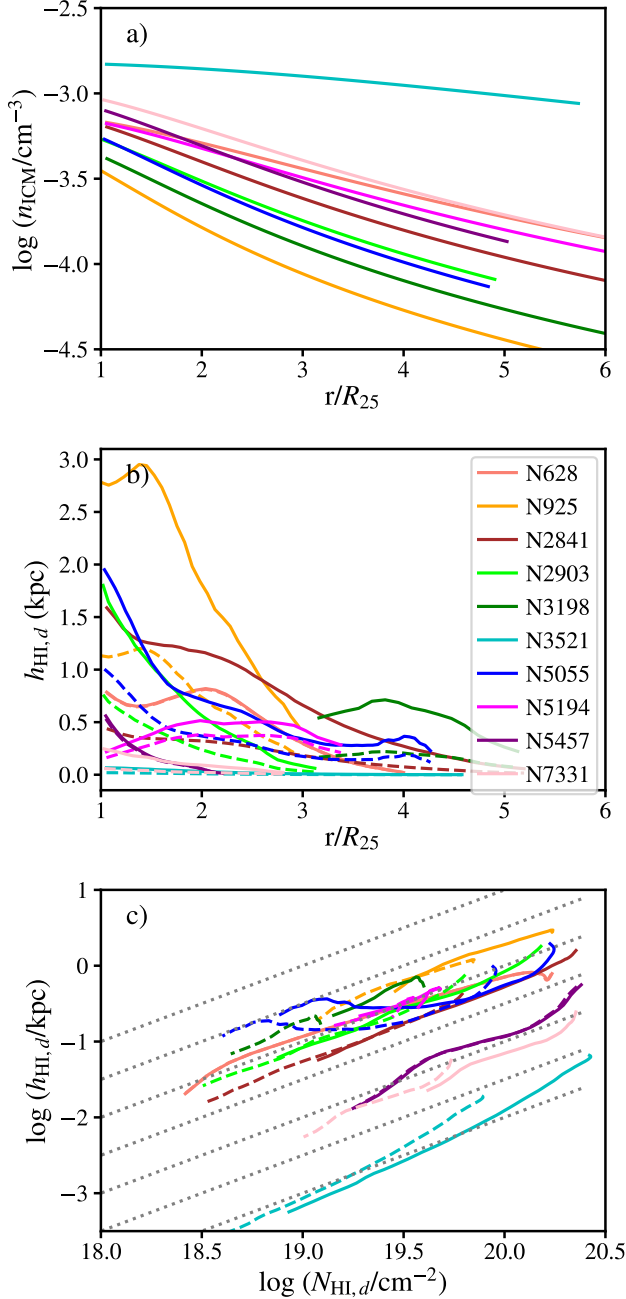 a)
−2.5
−3.0
−3.5
−4.0
−4.5
log (n_ICM/cm⁻³)
1 2 3 4 5 6
r/R₂₅
b)
3.0
2.5
2.0
1.5
1.0
0.5
0.0
h_HI,d (kpc)
N628
N925
N2841
N2903
N3198
N3521
N5055
N5194
N5457
N7331
1 2 3 4 5 6
r/R₂₅
c)
1
0
−1
−2
−3
log (h_HI,d/kpc)
18.0 18.5 19.0 19.5 20.0 20.5
log (N_HI,d/cm⁻²)